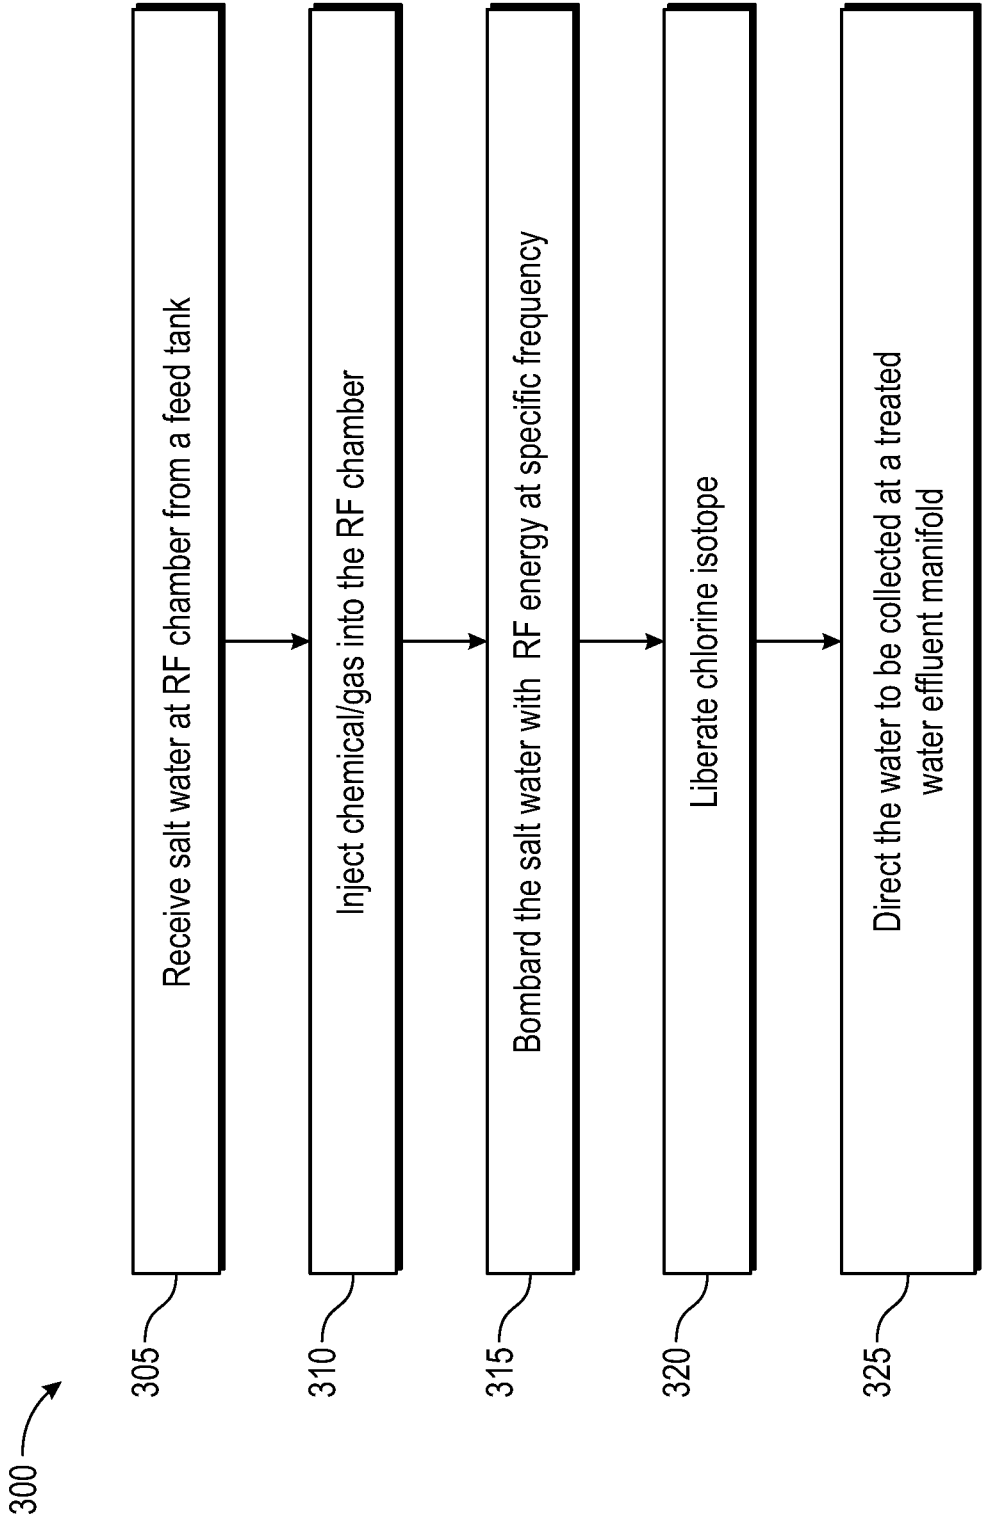 300
305
Receive salt water at RF chamber from a feed tank
310
Inject chemical/gas into the RF chamber
315
Bombard the salt water with RF energy at specific frequency
320
Liberate chlorine isotope
325
Direct the water to be collected at a treated
water effluent manifold